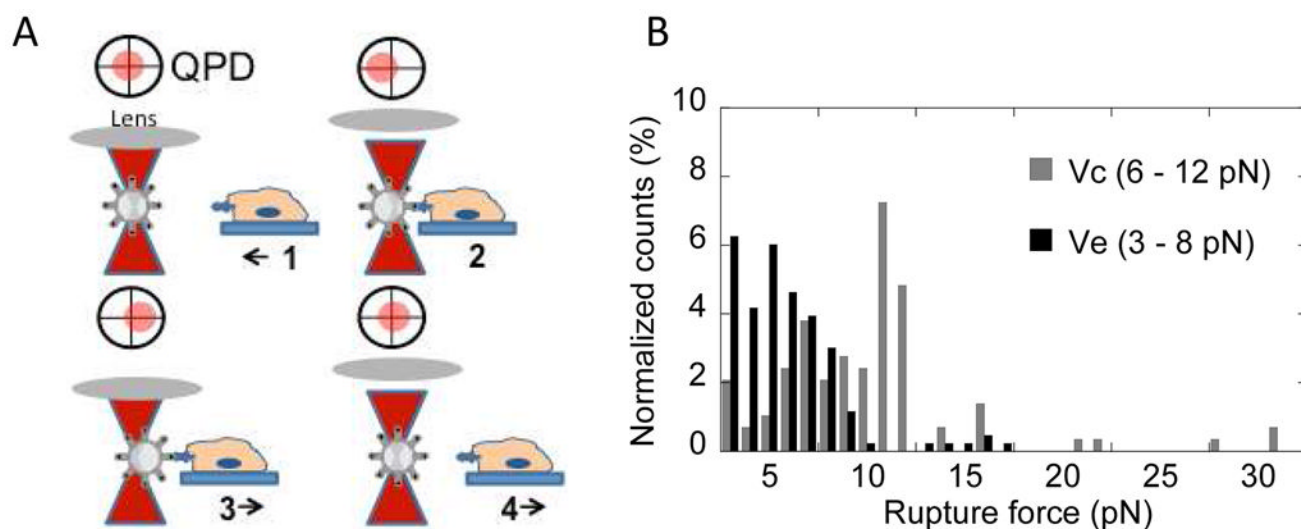 A
QPD
Lens
← 1
2
3→
4→
B
Normalized counts (%)
10
8
6
4
2
0
Vc (6 - 12 pN)
Ve (3 - 8 pN)
5 10 15 20 25 30
Rupture force (pN)